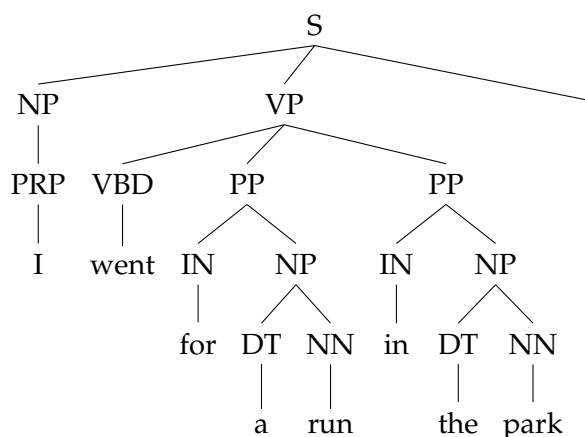 S
NP VP
PRP VBD PP PP
I went IN NP IN NP
for DT NN in DT NN
a run the park